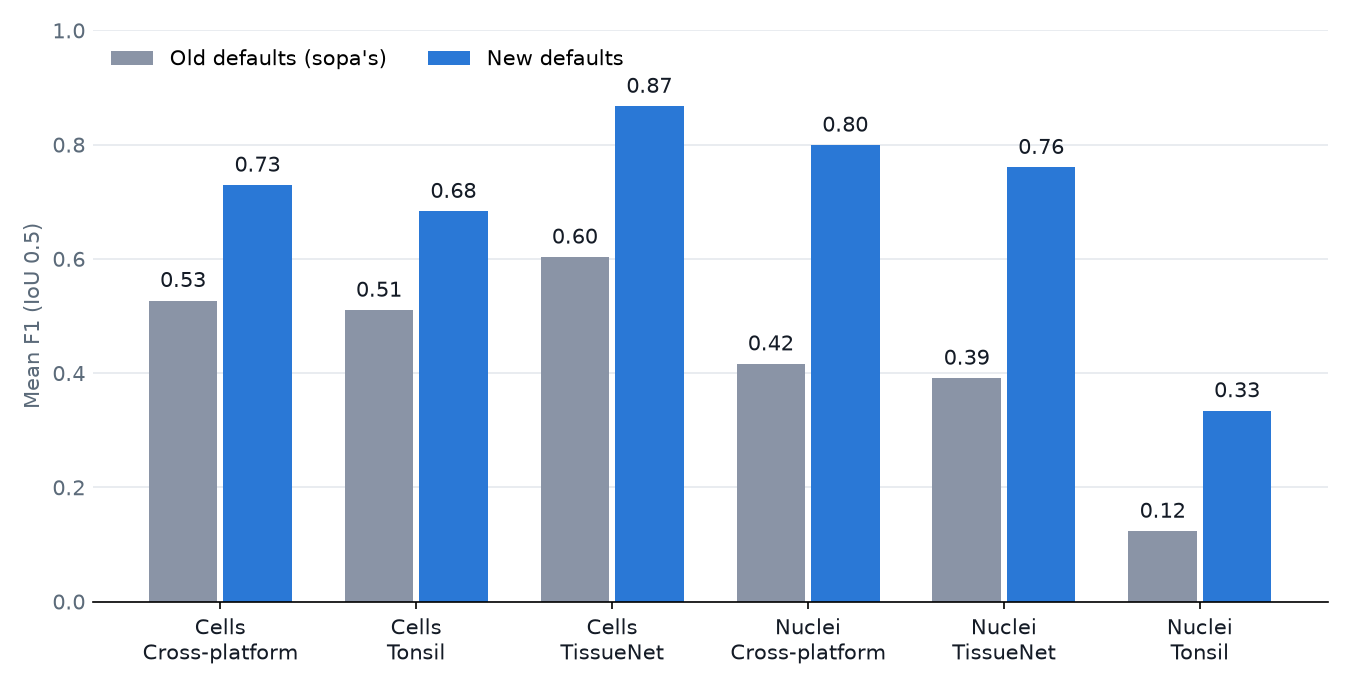 1.0
Old defaults (sopa's)
New defaults
0.87
0.80
0.8
0.76
0.73
0.68
0.60
0.6
0.53
0.51
0.42
0.39
0.4
0.33
0.2
0.12
0.0
Mean F1 (IoU 0.5)
Cells
Cross-platform
Cells
Tonsil
Cells
TissueNet
Nuclei
Cross-platform
Nuclei
TissueNet
Nuclei
Tonsil